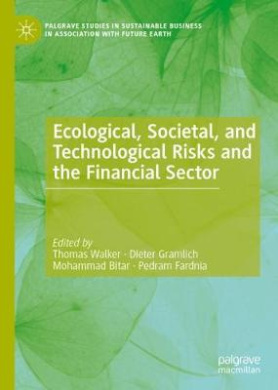 PALGRAVE STUDIES IN SUSTAINABLE BUSINESS
IN ASSOCIATION WITH FUTURE EARTH
Ecological, Societal, and
Technological Risks and
the Financial Sector
Edited by
Thomas Walker · Dieter Gramlich
Mohammad Bitar · Pedram Fardnia
palgrave
macmillan